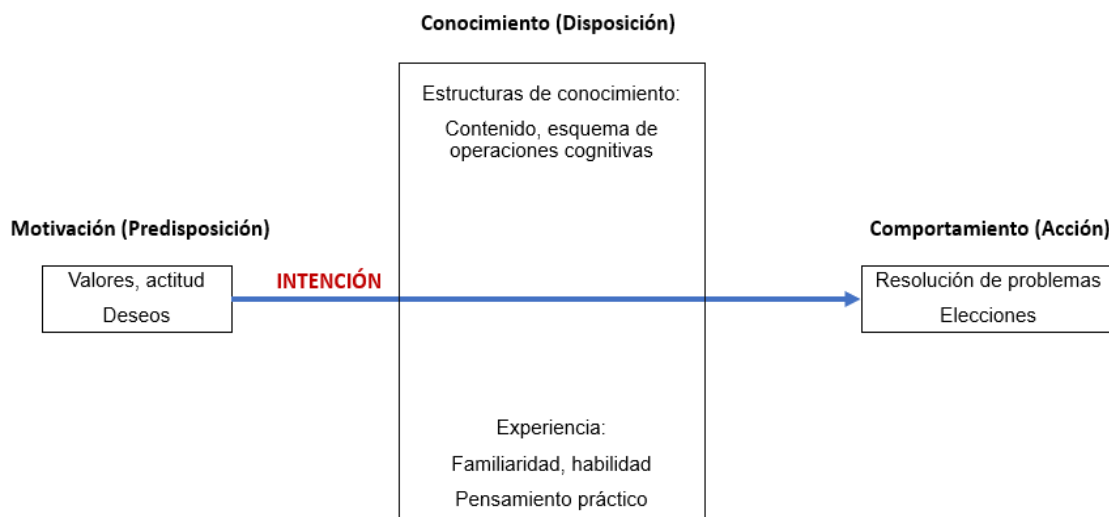 Conocimiento (Disposición)
Estructuras de conocimiento:
Contenido, esquema de
operaciones cognitivas
Motivación (Predisposición)
Valores, actitud
Deseos
INTENCIÓN
Comportamiento (Acción)
Resolución de problemas
Elecciones
Experiencia:
Familiaridad, habilidad
Pensamiento práctico